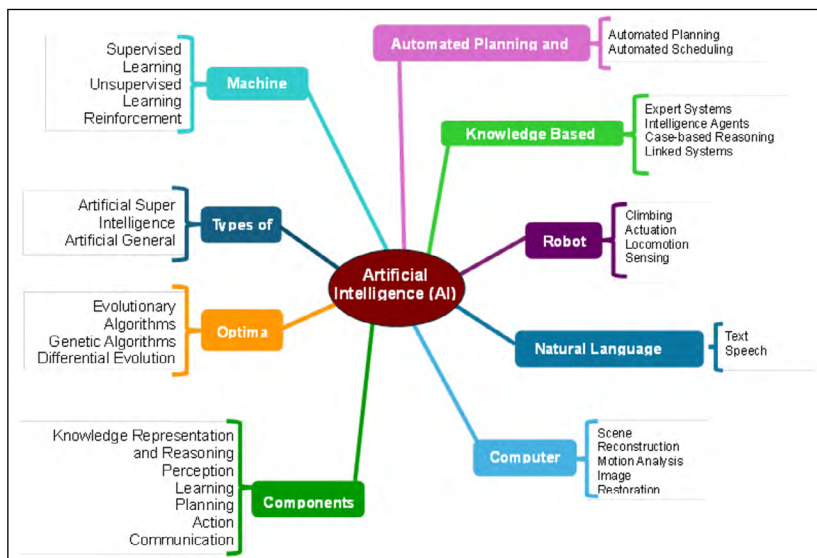 Artificial
Intelligence (AI)
Automated Planning and
Automated Planning
Automated Scheduling
Knowledge Based
Expert Systems
Intelligence Agents
Case-based Reasoning
Linked Systems
Robot
Climbing
Actuation
Locomotion
Sensing
Natural Language
Text
Speech
Computer
Scene
Reconstruction
Motion Analysis
Image
Restoration
Components
Knowledge Representation
and Reasoning
Perception
Learning
Planning
Action
Communication
Optima
Evolutionary
Algorithms
Genetic Algorithms
Differential Evolution
Types of
Artificial Super
Intelligence
Artificial General
Machine
Supervised
Learning
Unsupervised
Learning
Reinforcement